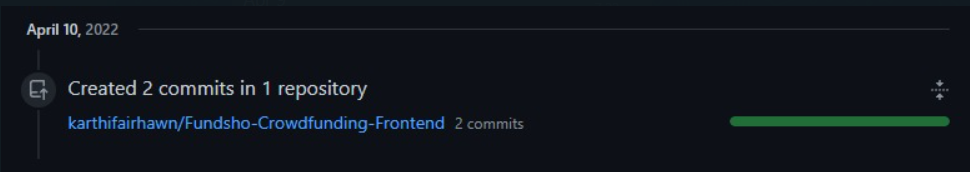 April 10, 2022
Created 2 commits in 1 repository
karthifairhawn/Fundsho-Crowdfunding-Frontend 2 commits